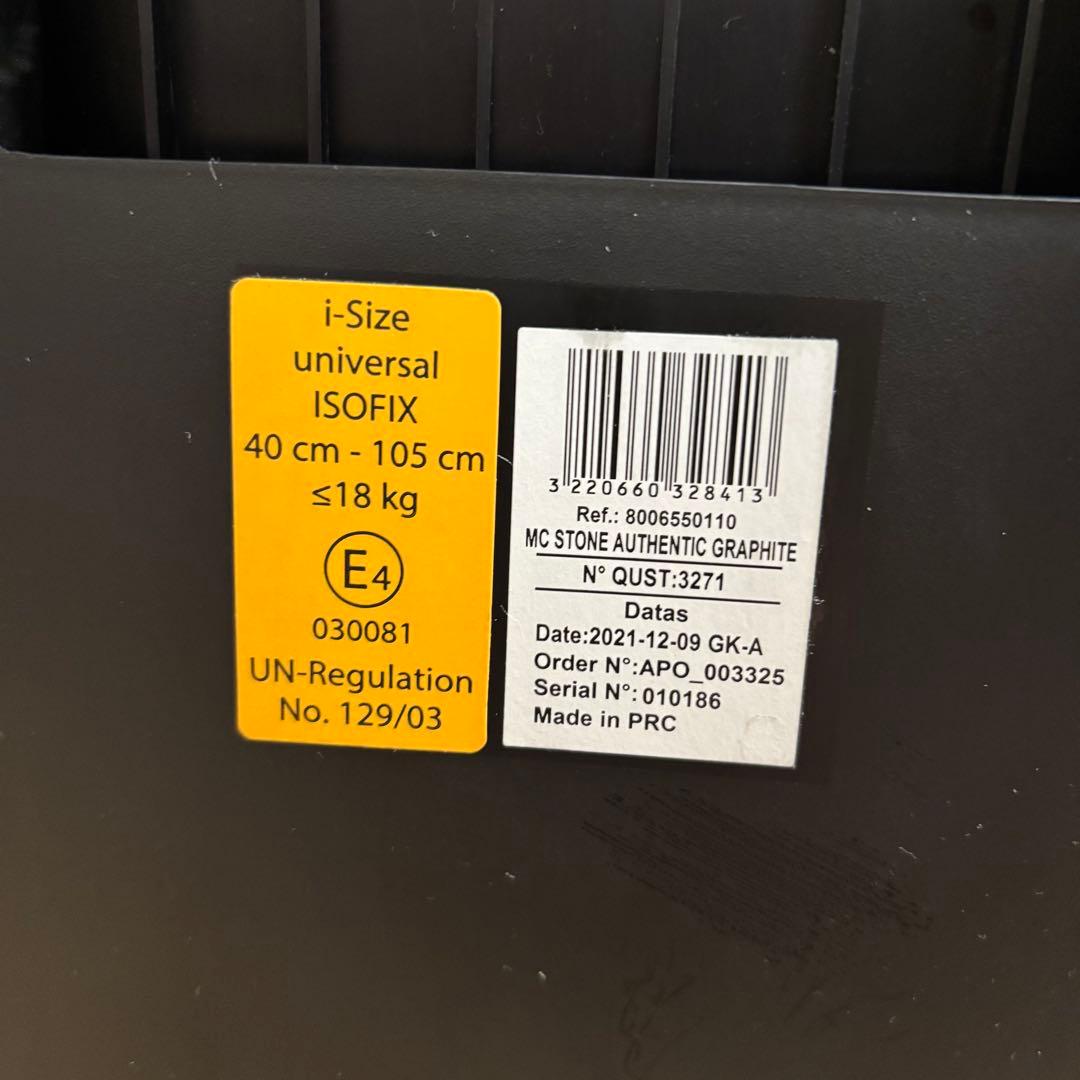 i-Size
universal
ISOFIX
40 cm - 105 cm
≤18 kg
E4
030081
UN-Regulation
No. 129/03
3 220660 328413
Ref.: 8006550110
MC STONE AUTHENTIC GRAPHITE
N° QUST:3271
Datas
Date:2021-12-09 GK-A
Order N°:APO_003325
Serial N°: 010186
Made in PRC